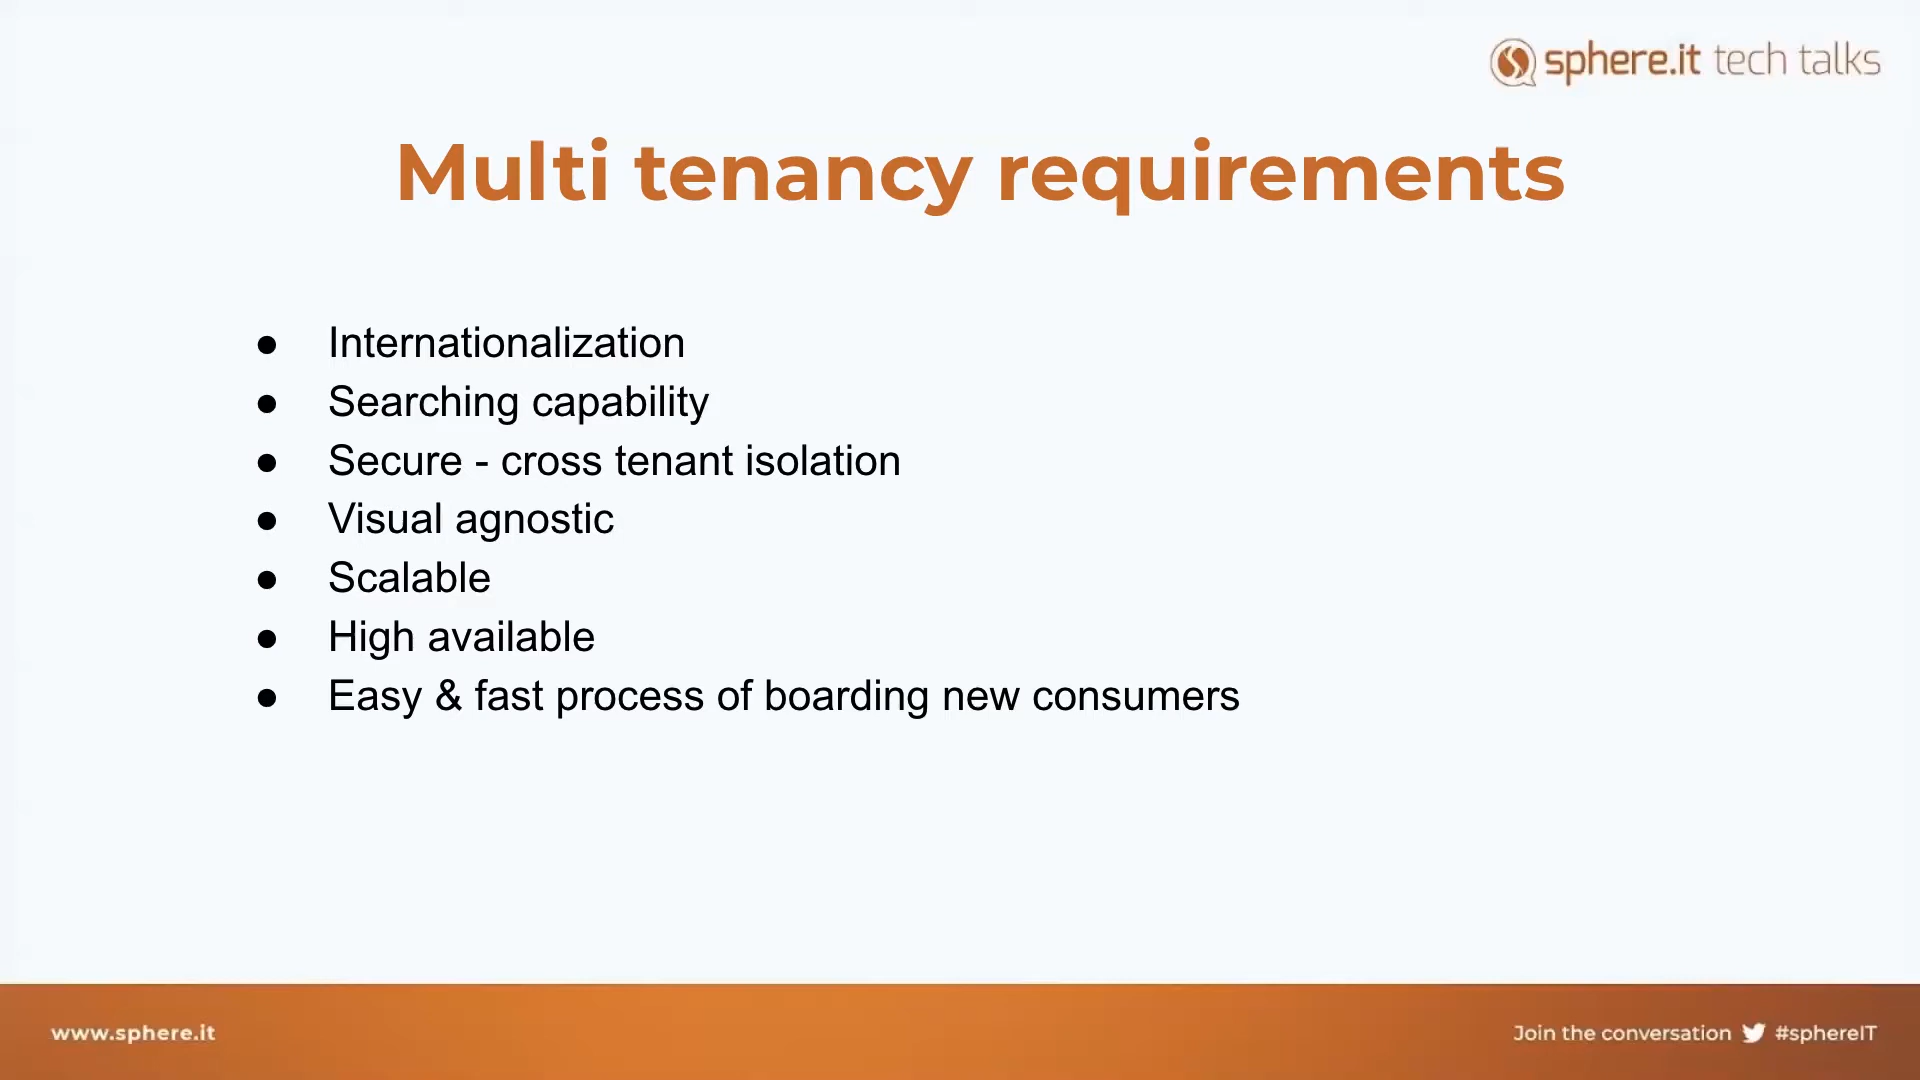 sphere.it tech talks
Multi tenancy requirements
● Internationalization
● Searching capability
● Secure - cross tenant isolation
● Visual agnostic
● Scalable
● High available
● Easy & fast process of boarding new consumers
www.sphere.it
Join the conversation #sphereIT